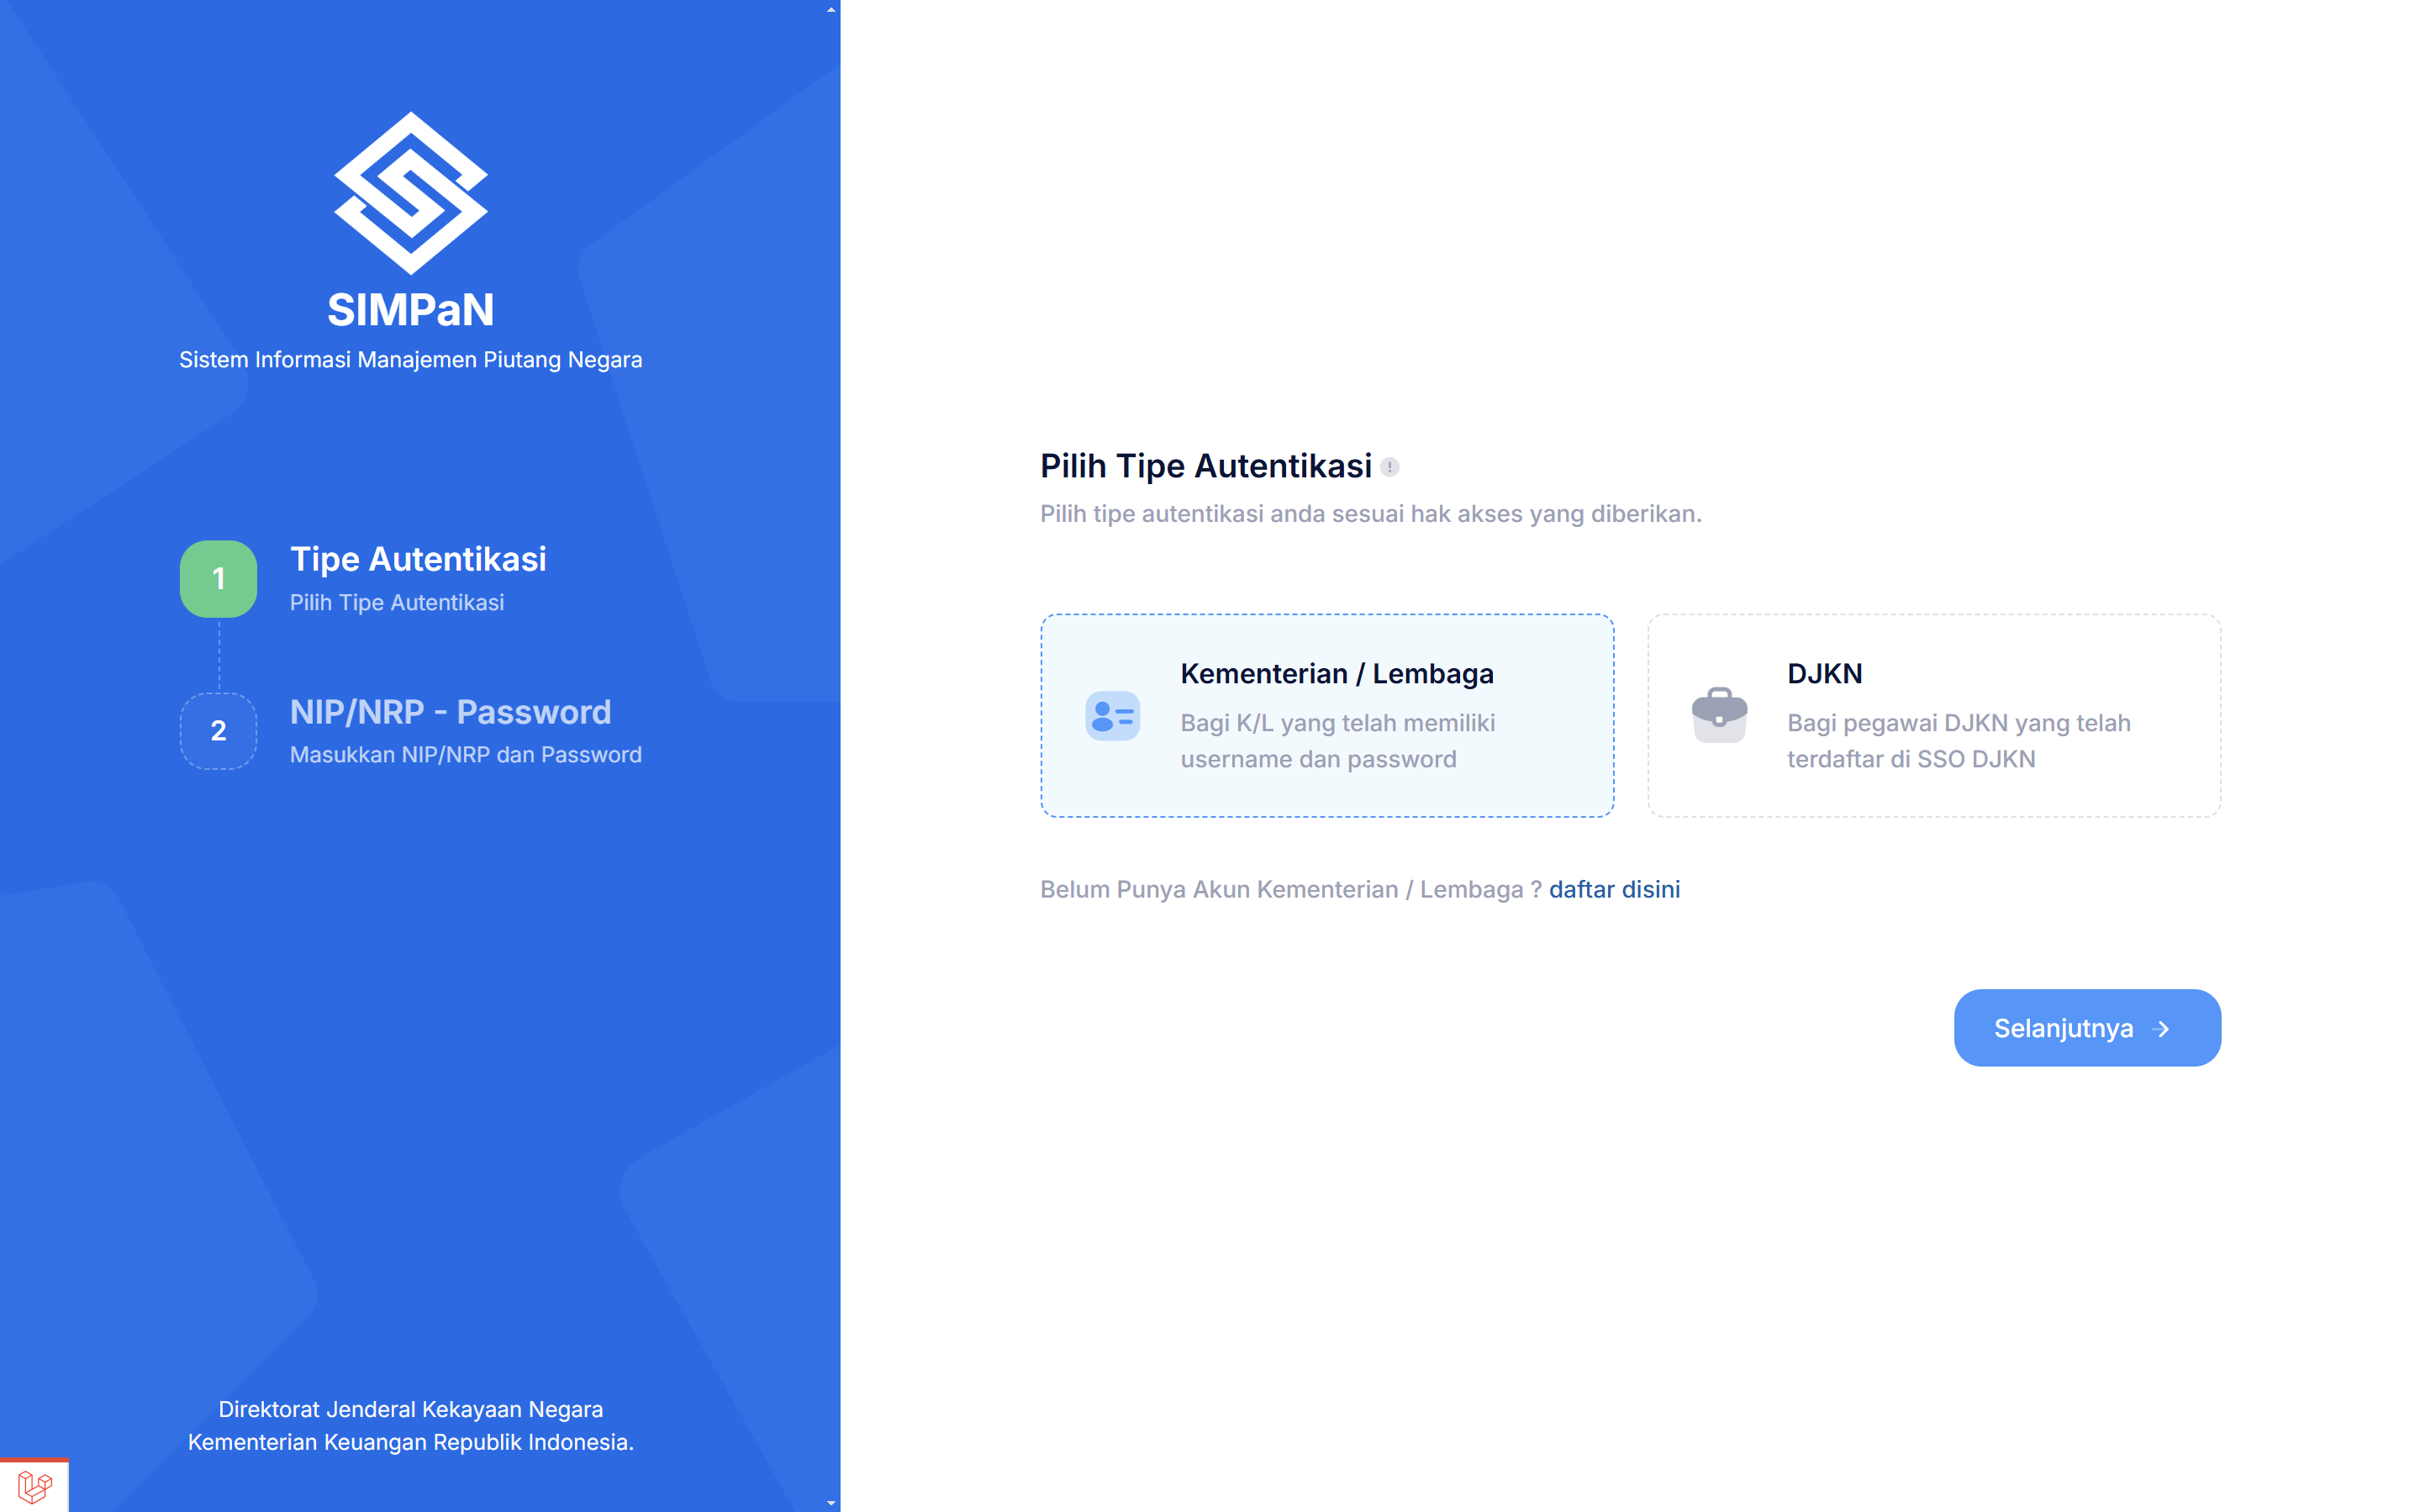 SIMPaN
Sistem Informasi Manajemen Piutang Negara
1
Tipe Autentikasi
Pilih Tipe Autentikasi
2
NIP/NRP - Password
Masukkan NIP/NRP dan Password
Direktorat Jenderal Kekayaan Negara
Kementerian Keuangan Republik Indonesia.
Pilih Tipe Autentikasi
Pilih tipe autentikasi anda sesuai hak akses yang diberikan.
Kementerian / Lembaga
Bagi K/L yang telah memiliki
username dan password
DJKN
Bagi pegawai DJKN yang telah
terdaftar di SSO DJKN
Belum Punya Akun Kementerian / Lembaga ? daftar disini
Selanjutnya